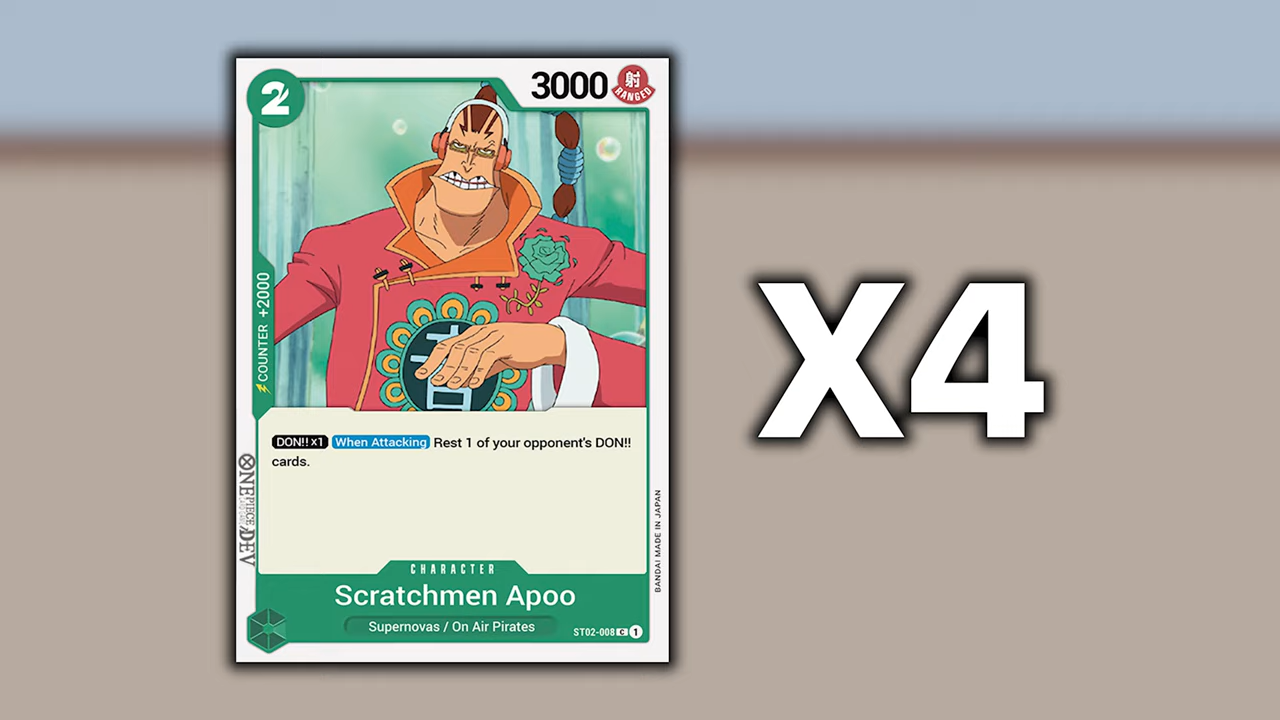 2
3000
射
RANGED
COUNTER +2000
DON!! x1 When Attacking Rest 1 of your opponent's DON!!
cards.
ONE PIECE
DEV
BANDAI MADE IN JAPAN
CHARACTER
Scratchmen Apoo
Supernovas / On Air Pirates
ST02-008 C 1
X4